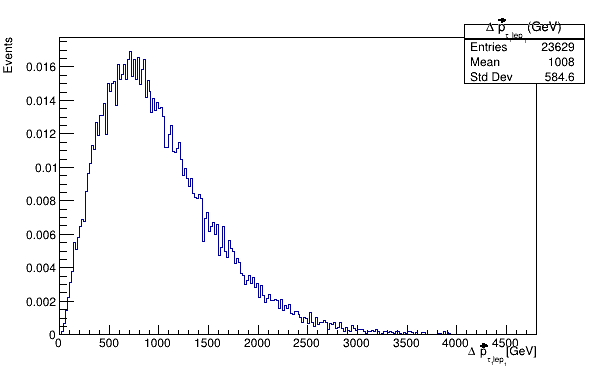 Δ p⃗ τ₁lep₁ (GeV)
Entries 23629
Mean 1008
Std Dev 584.6
Events
0.016
0.014
0.012
0.01
0.008
0.006
0.004
0.002
0
0 500 1000 1500 2000 2500 3000 3500 4000 4500
Δ p⃗ τ₁lep₁ [GeV]